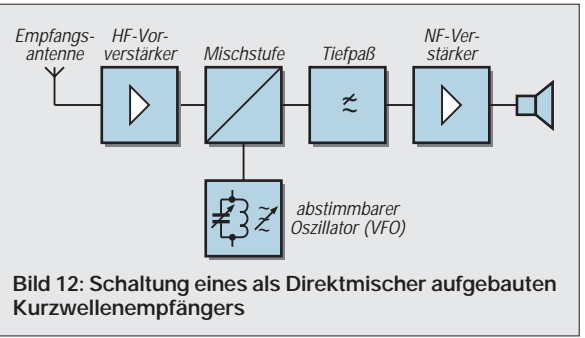 Empfangs-
antenne
HF-Vor-
verstärker
Mischstufe
Tiefpaß
NF-Ver-
stärker
abstimmbarer
Oszillator (VFO)
Bild 12: Schaltung eines als Direktmischer aufgebauten
Kurzwellenempfängers